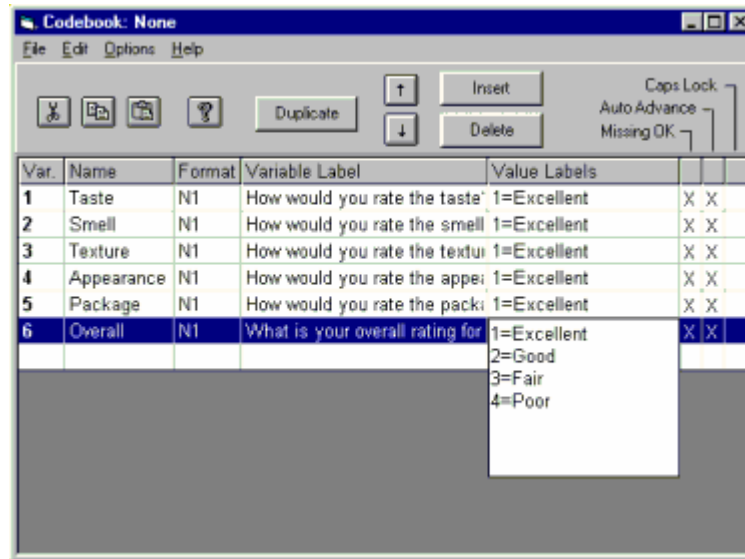 Codebook: None
File Edit Options Help
Caps Lock
Auto Advance
Missing OK
Duplicate
↑
↓
Insert
Delete
Var. Name Format Variable Label Value Labels
1 Taste N1 How would you rate the taste 1=Excellent X X
2 Smell N1 How would you rate the smell 1=Excellent X X
3 Texture N1 How would you rate the textu 1=Excellent X X
4 Appearance N1 How would you rate the appea 1=Excellent X X
5 Package N1 How would you rate the packa 1=Excellent X X
6 Overall N1 What is your overall rating for 1=Excellent X X
2=Good
3=Fair
4=Poor